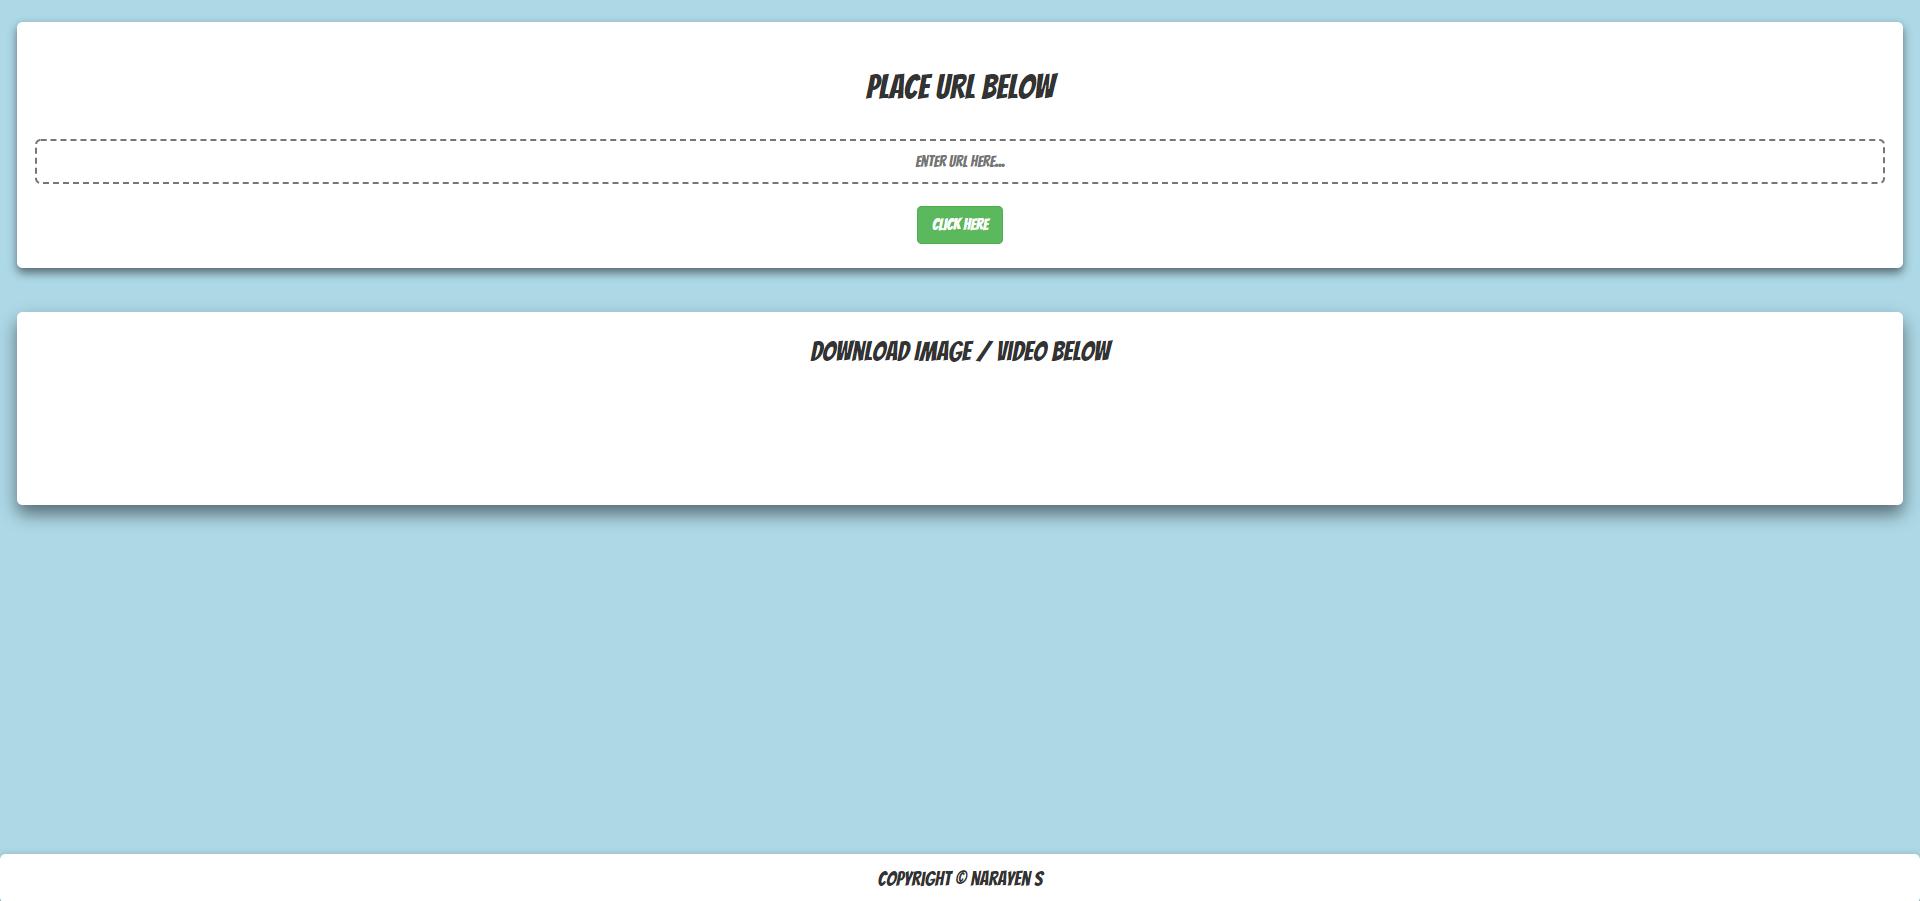 PLACE URL BELOW
ENTER URL HERE...
CLICK HERE
DOWNLOAD IMAGE / VIDEO BELOW
COPYRIGHT © NARAYEN S